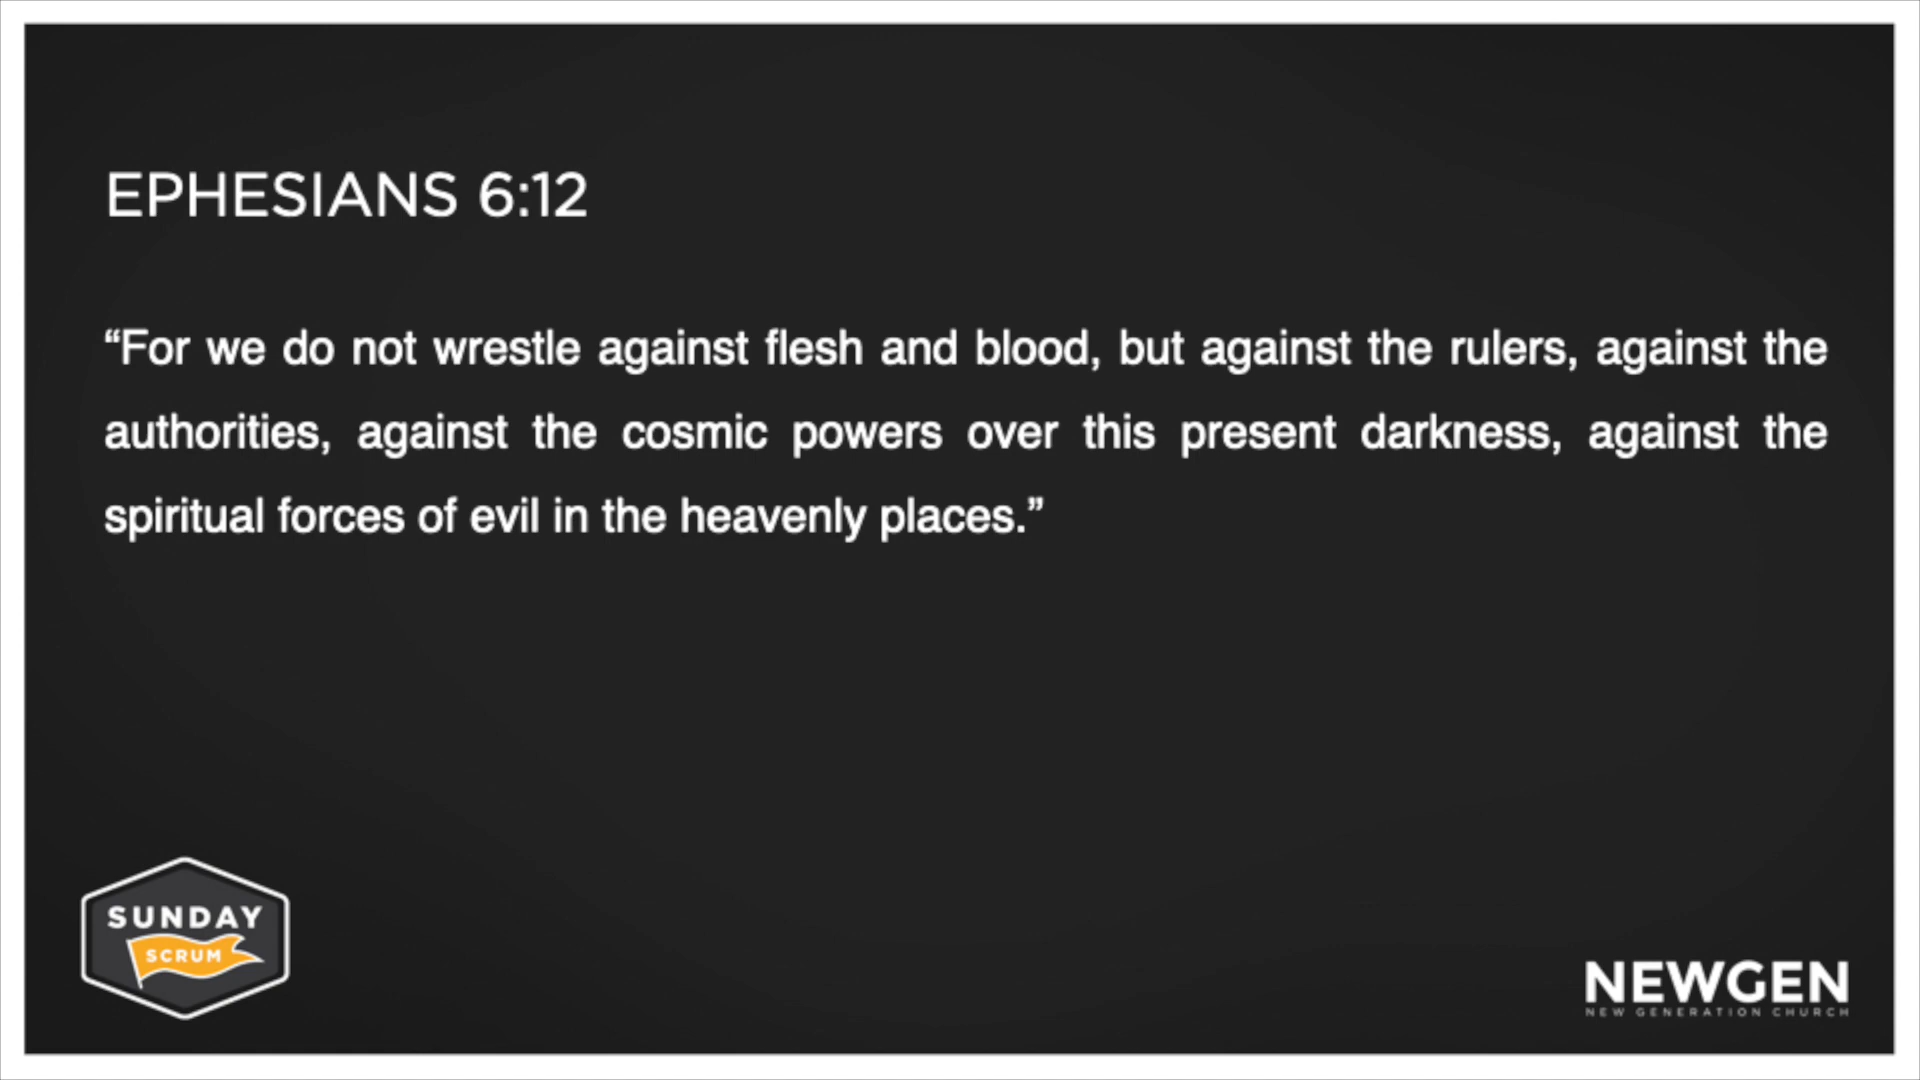 EPHESIANS 6:12
“For we do not wrestle against flesh and blood, but against the rulers, against the
authorities, against the cosmic powers over this present darkness, against the
spiritual forces of evil in the heavenly places.”
SUNDAY
SCRUM
NEWGEN
NEW GENERATION CHURCH